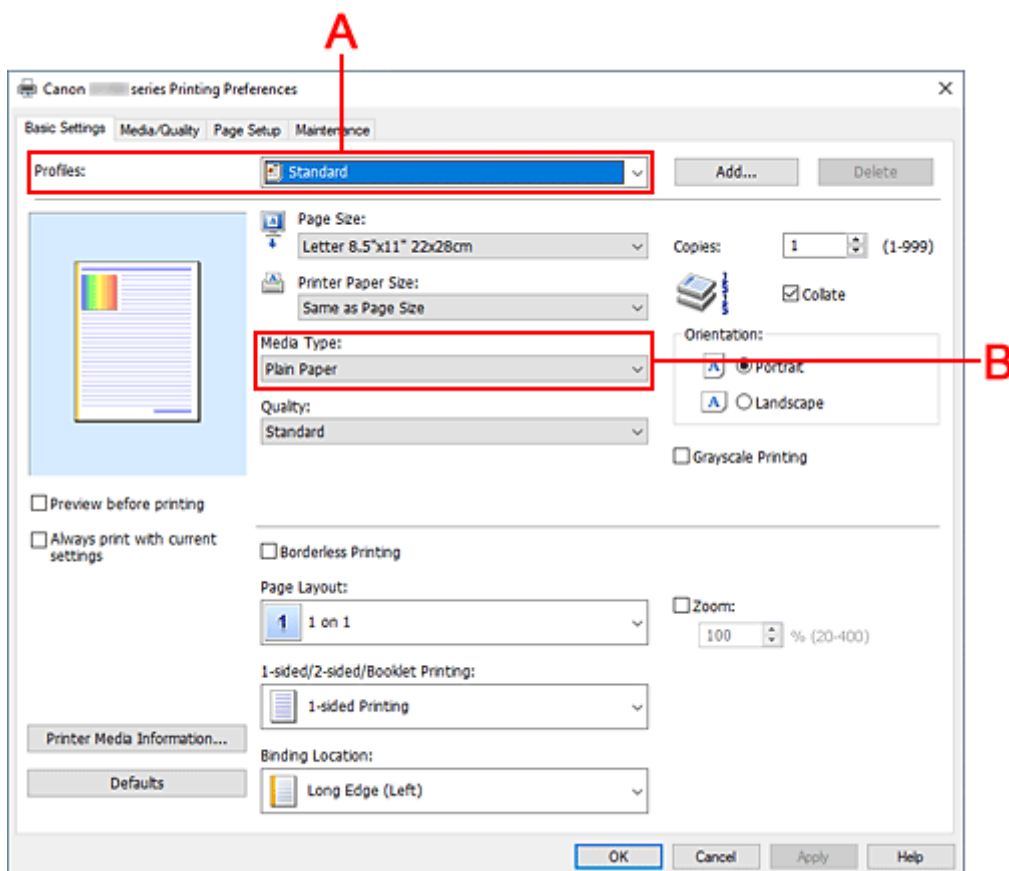 A
Canon series Printing Preferences
Basic Settings Media/Quality Page Setup Maintenance
Profiles: Standard Add... Delete
Page Size:
Letter 8.5"x11" 22x28cm
Copies: 1 (1-999)
Printer Paper Size:
Same as Page Size
Collate
Media Type:
Plain Paper
Orientation:
Portrait
B
Landscape
Quality:
Standard
Grayscale Printing
Preview before printing
Always print with current
settings
Borderless Printing
Page Layout:
1 1 on 1
Zoom:
100 % (20-400)
1-sided/2-sided/Booklet Printing:
1-sided Printing
Printer Media Information...
Binding Location:
Defaults
Long Edge (Left)
OK Cancel Apply Help